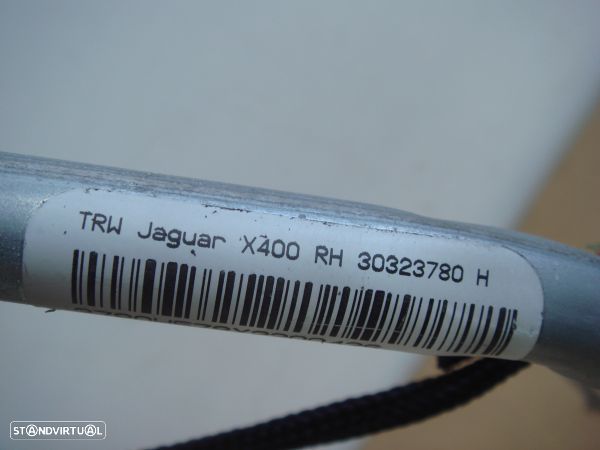 TRW Jaguar X400 RH 30323780 H
STANDVIRTUAL